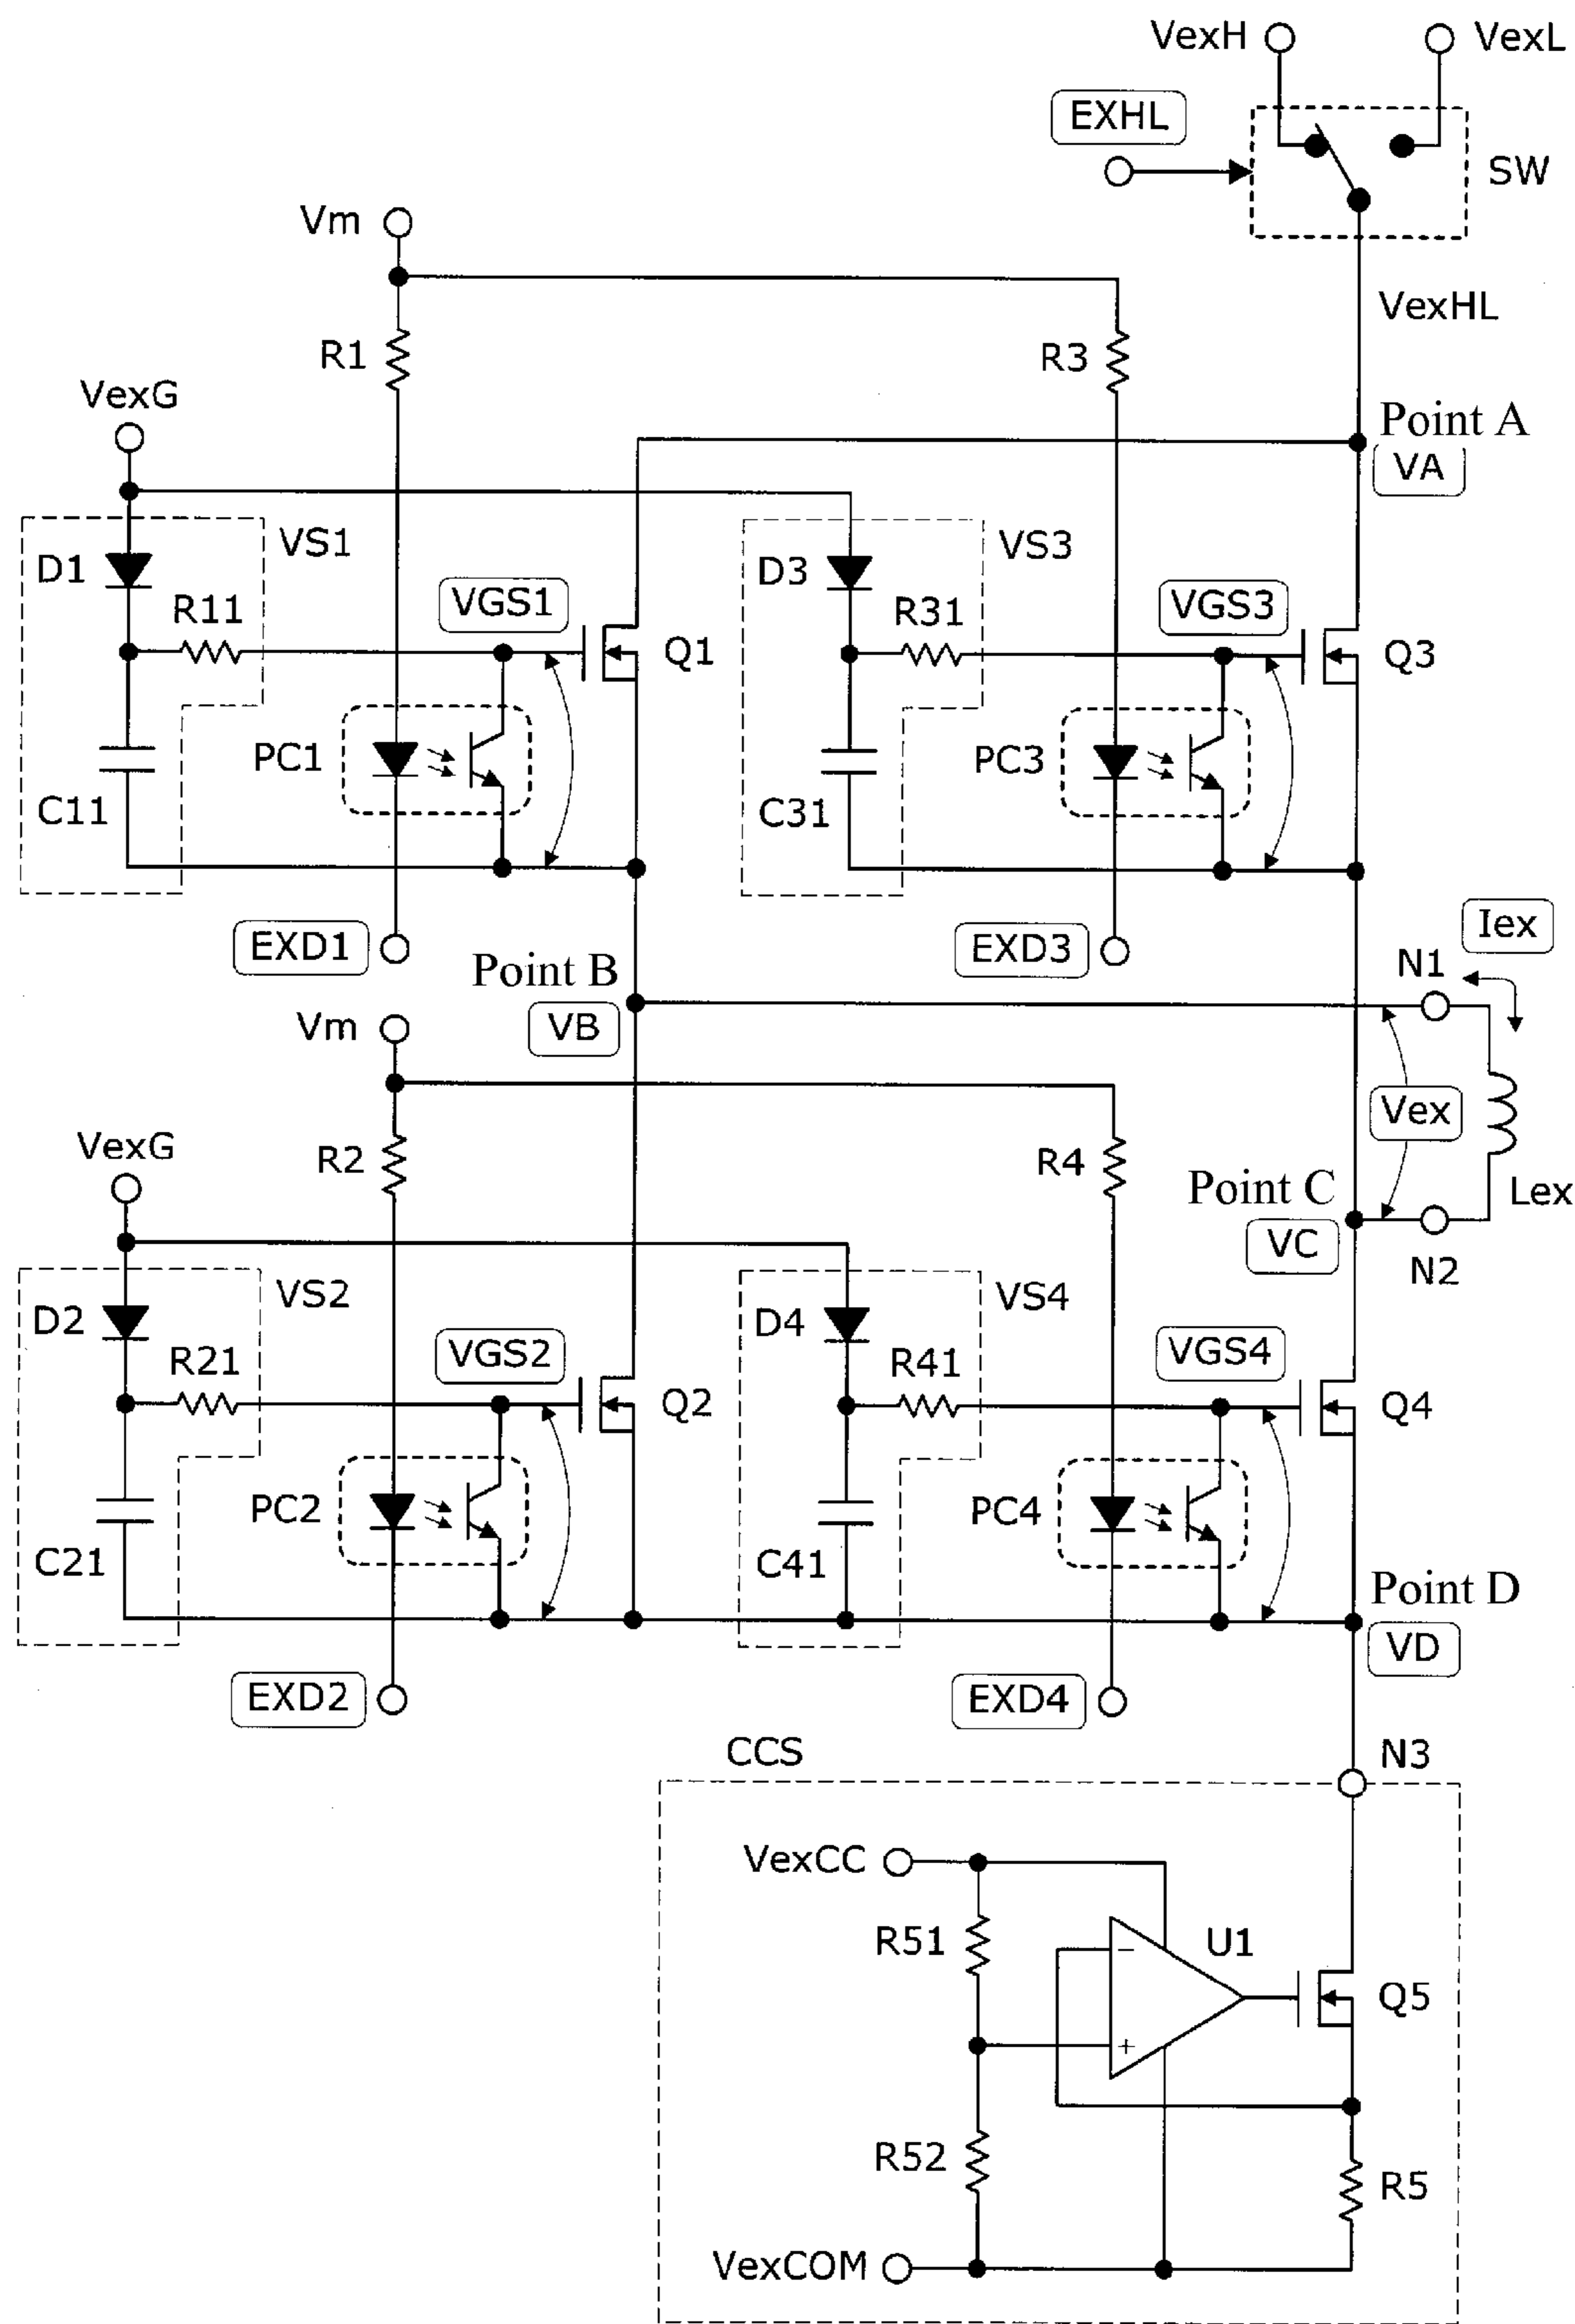 VexH
VexL
EXHL
SW
Vm
VexHL
R1
R3
VexG
Point A
VA
D1
VS1
D3
VS3
R11
VGS1
Q1
R31
VGS3
Q3
PC1
PC3
C11
C31
EXD1
EXD3
Iex
Point B
N1
VB
Vm
Vex
VexG
R2
R4
Point C
Lex
VC
N2
D2
VS2
D4
VS4
R21
VGS2
Q2
R41
VGS4
Q4
PC2
PC4
C21
C41
Point D
VD
EXD2
EXD4
CCS
N3
VexCC
R51
−
U1
Q5
+
R52
R5
VexCOM